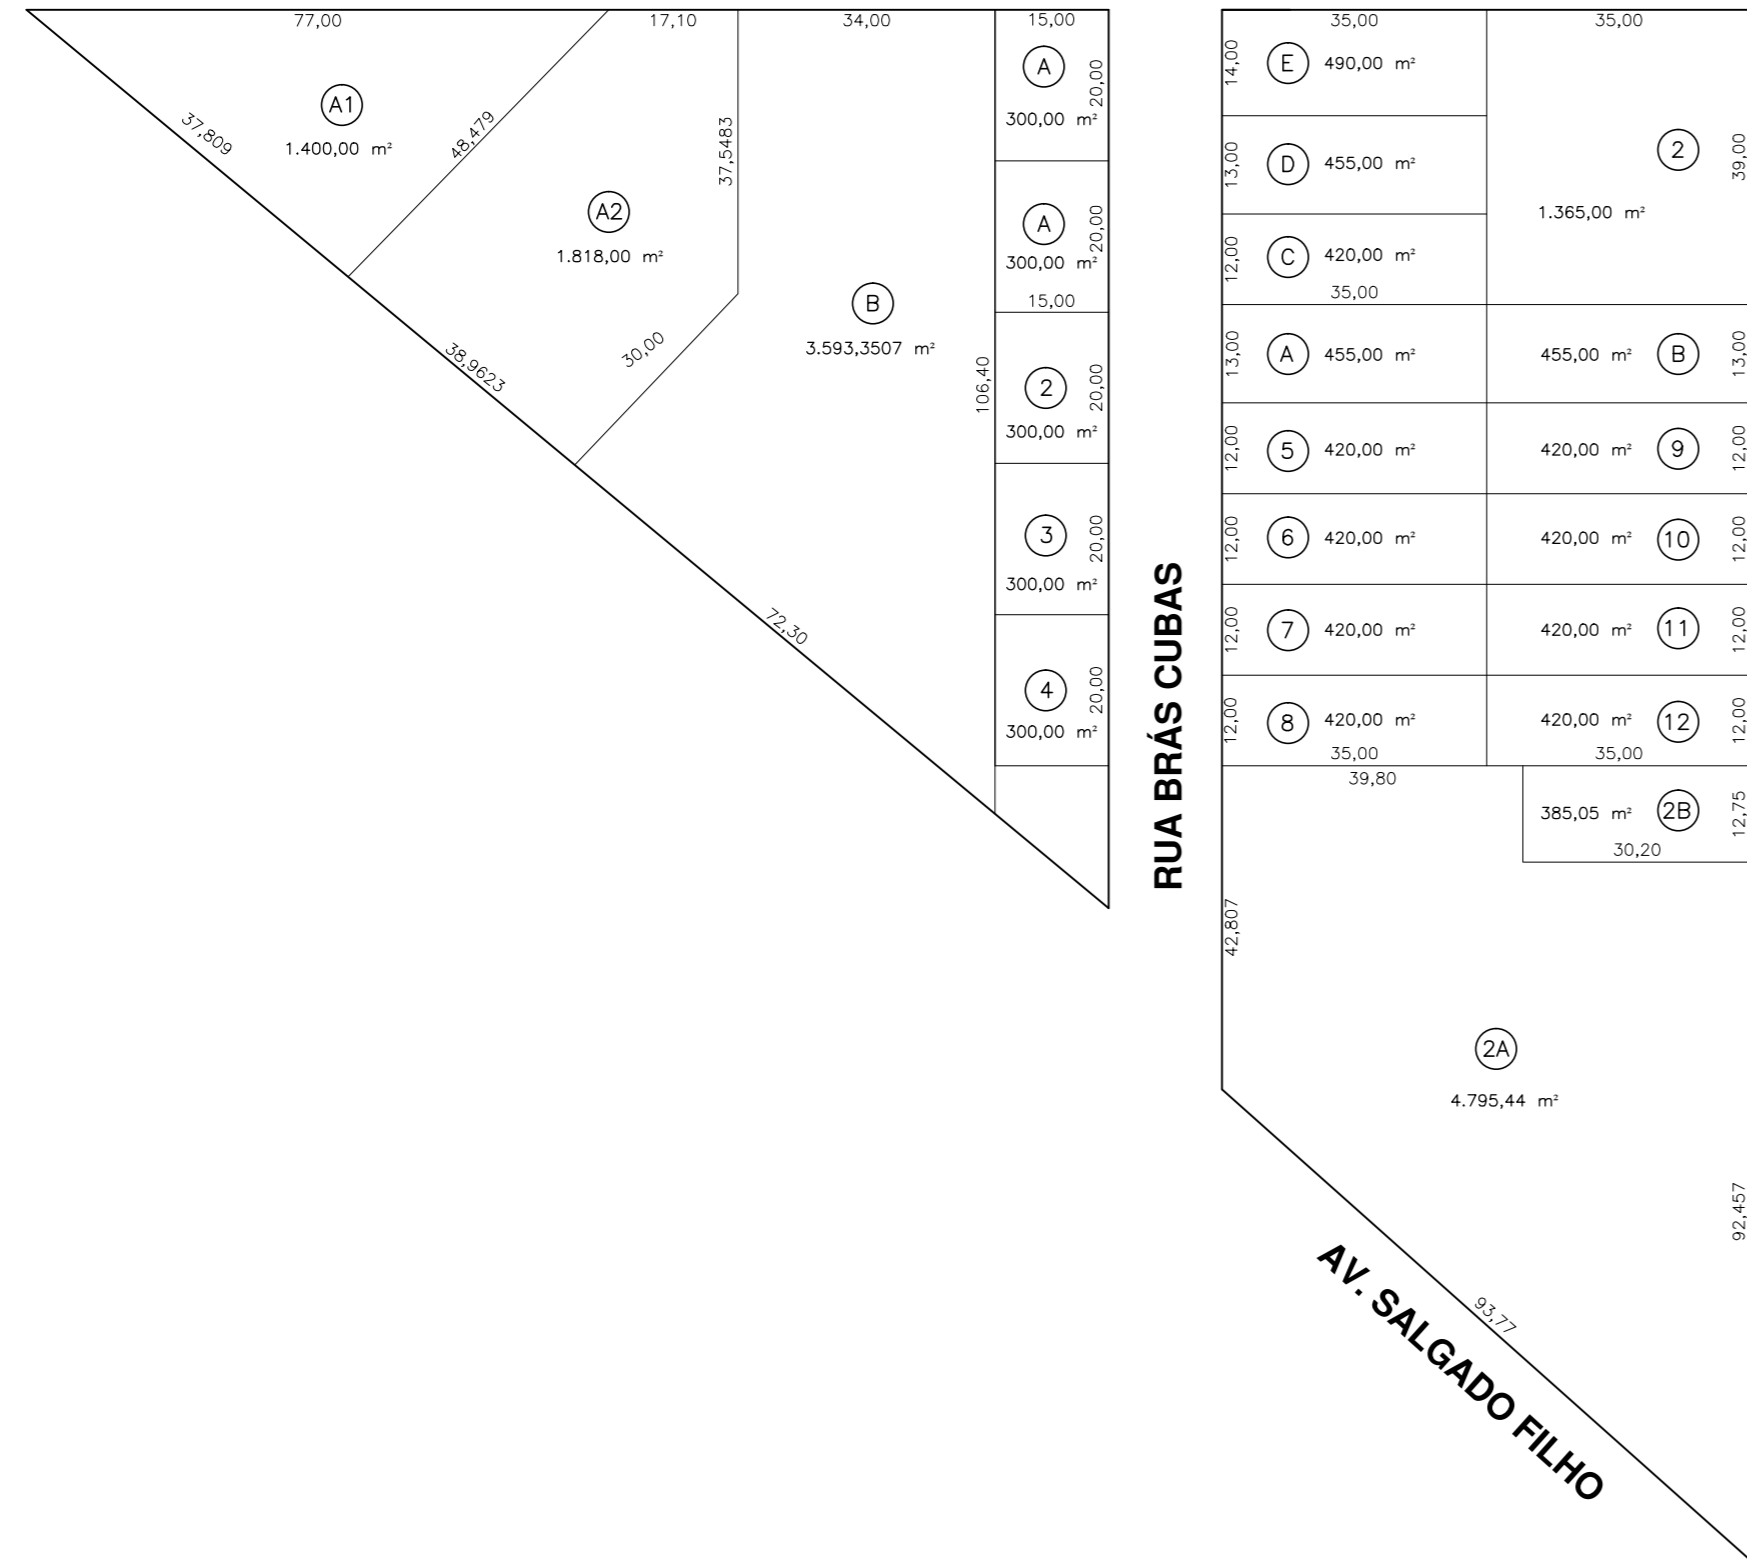 77,00
17,10
34,00
15,00
37,809
A1
1.400,00 m²
48,479
A2
1.818,00 m²
37,5483
38,9623
30,00
B
3.593,3507 m²
72,30
106,40
A
20,00
300,00 m²
A
20,00
300,00 m²
15,00
2
20,00
300,00 m²
3
20,00
300,00 m²
4
20,00
300,00 m²
RUA BRÁS CUBAS
35,00
35,00
14,00
E
490,00 m²
13,00
D
455,00 m²
2
39,00
1.365,00 m²
12,00
C
420,00 m²
35,00
13,00
A
455,00 m²
455,00 m²
B
13,00
12,00
5
420,00 m²
420,00 m²
9
12,00
12,00
6
420,00 m²
420,00 m²
10
12,00
12,00
7
420,00 m²
420,00 m²
11
12,00
12,00
8
420,00 m²
420,00 m²
12
12,00
35,00
35,00
39,80
385,05 m²
2B
12,75
30,20
42,807
2A
4.795,44 m²
92,457
93,77
AV. SALGADO FILHO